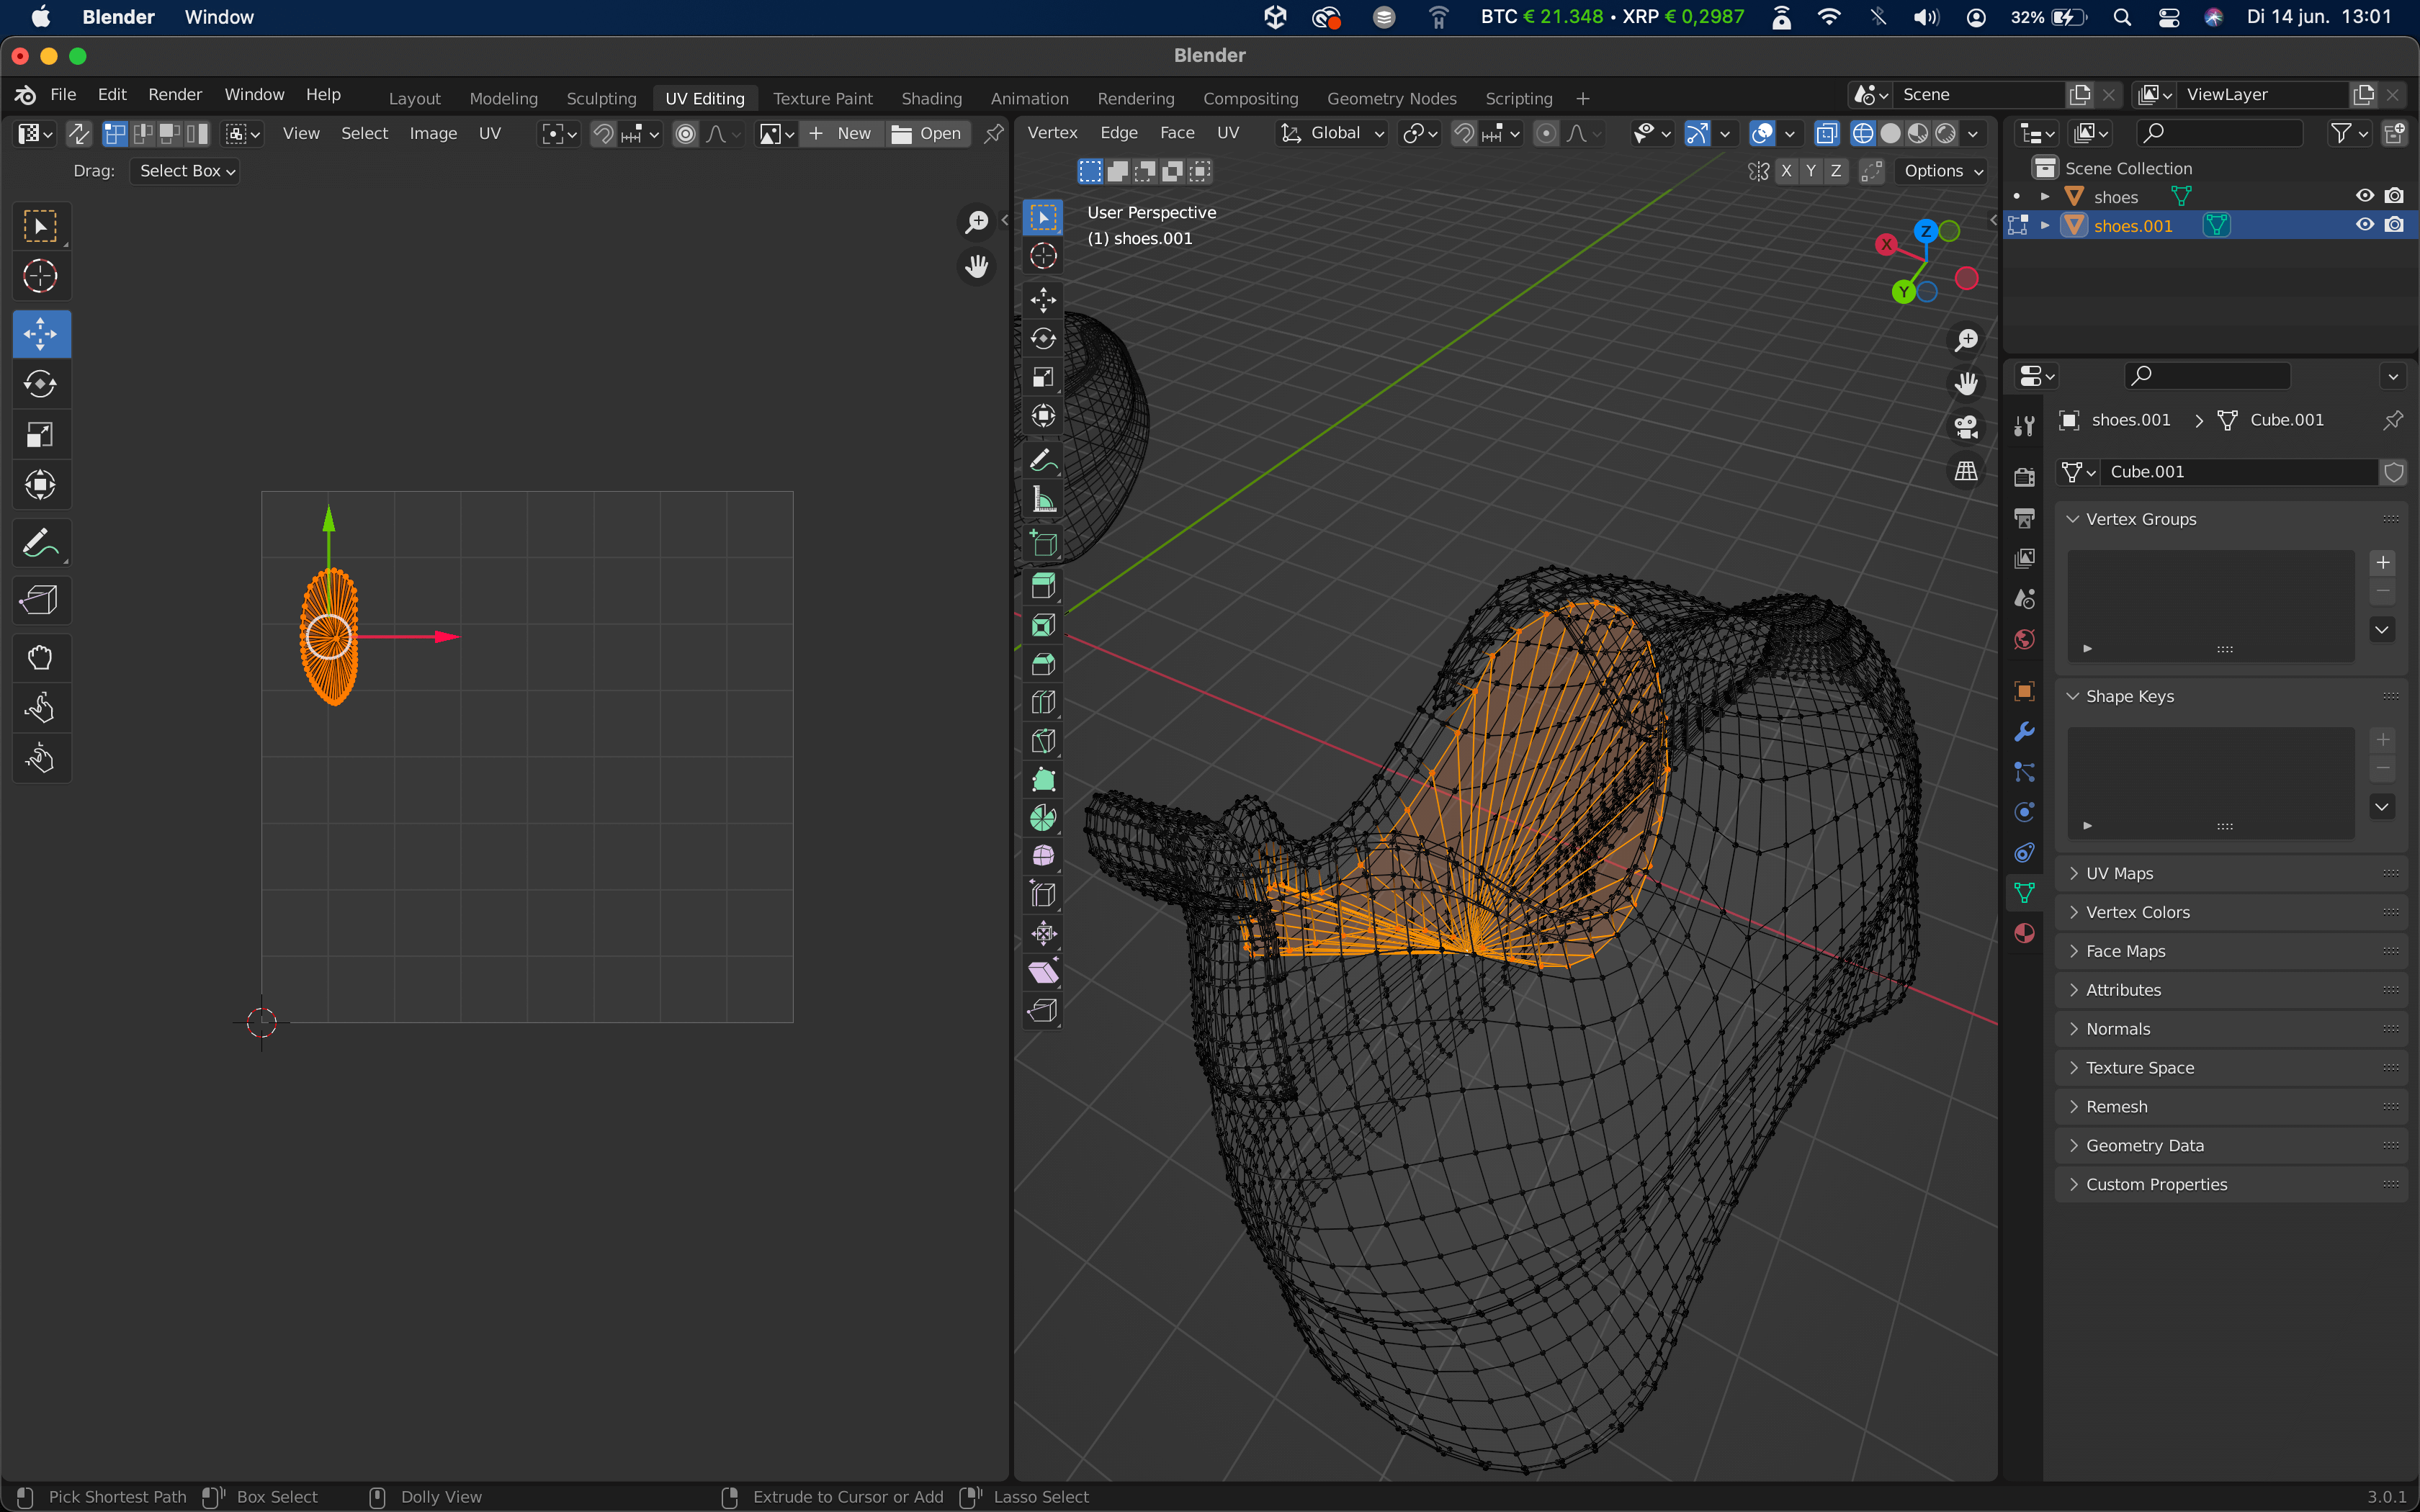 Blender Window BTC € 21.348 • XRP € 0,2987 32% Di 14 jun. 13:01
Blender
File Edit Render Window Help Layout Modeling Sculpting UV Editing Texture Paint Shading Animation Rendering Compositing Geometry Nodes Scripting + Scene ViewLayer
View Select Image UV + New Open
Drag: Select Box
Vertex Edge Face UV Global
X Y Z Options
User Perspective
(1) shoes.001
Z
X
Y
Scene Collection
shoes
shoes.001
shoes.001 > Cube.001
Cube.001
Vertex Groups
Shape Keys
UV Maps
Vertex Colors
Face Maps
Attributes
Normals
Texture Space
Remesh
Geometry Data
Custom Properties
Pick Shortest Path Box Select Dolly View Extrude to Cursor or Add Lasso Select 3.0.1